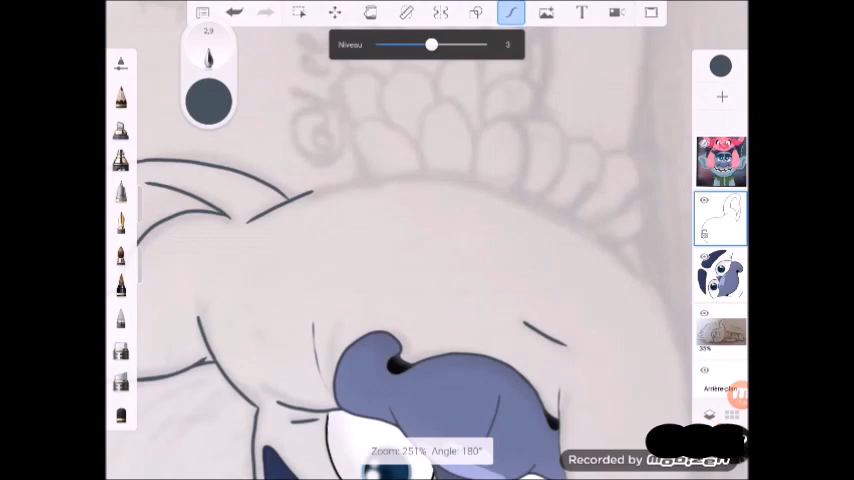 2,9
Niveau 3
35%
Arrière-plan
Zoom: 251% Angle: 180°
Recorded by